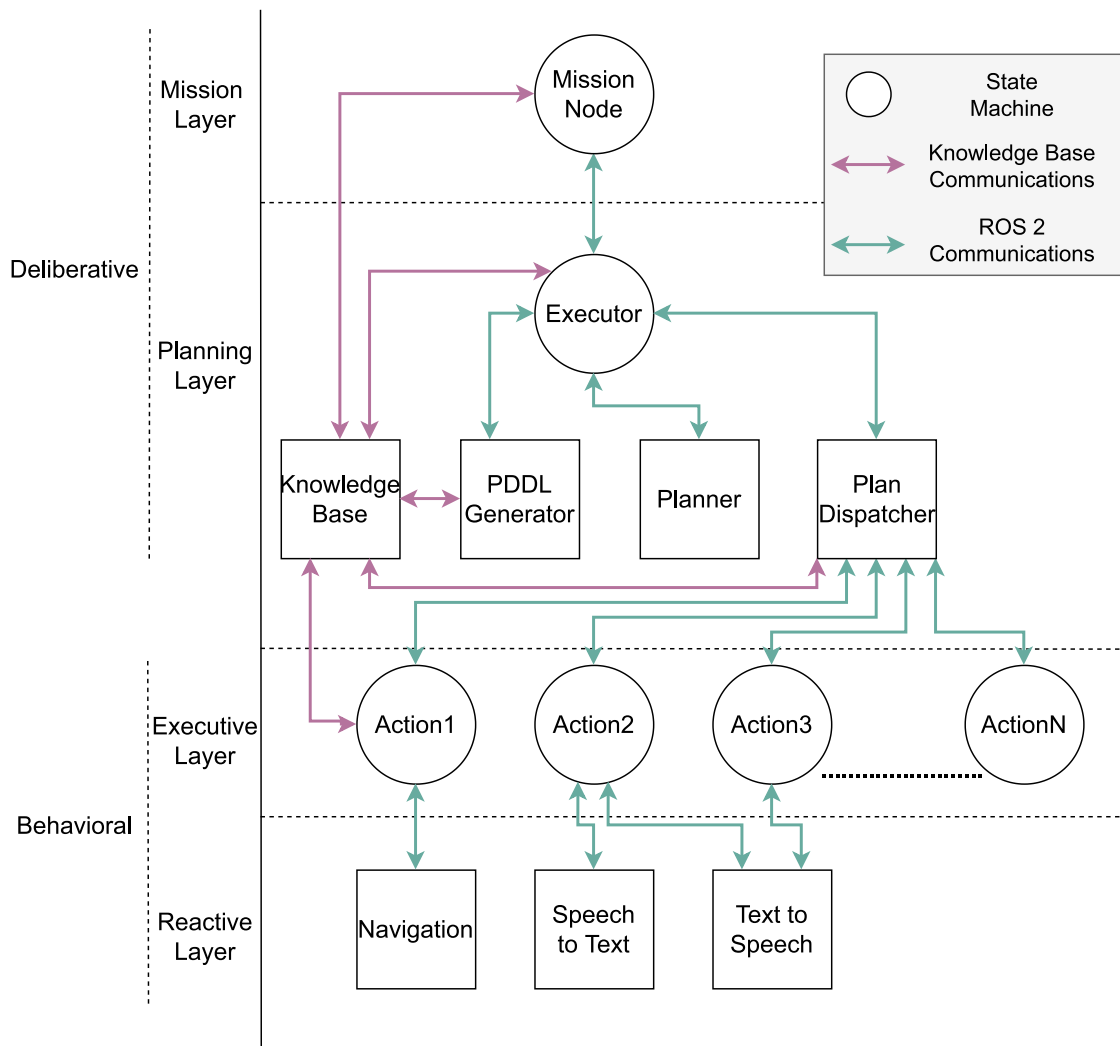 Mission
Layer
Mission
Node
State
Machine
Knowledge Base
Communications
ROS 2
Communications
Deliberative
Planning
Layer
Executor
Knowledge
Base
PDDL
Generator
Planner
Plan
Dispatcher
Executive
Layer
Action1
Action2
Action3
ActionN
Behavioral
Reactive
Layer
Navigation
Speech
to Text
Text to
Speech